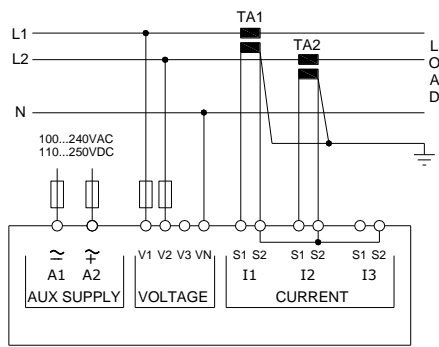 TA1
L1
TA2
L2
LOAD
N
100...240VAC
110...250VDC
V1 V2 V3 VN S1 S2 S1 S2 S1 S2
A1 A2 I1 I2 I3
AUX SUPPLY VOLTAGE CURRENT